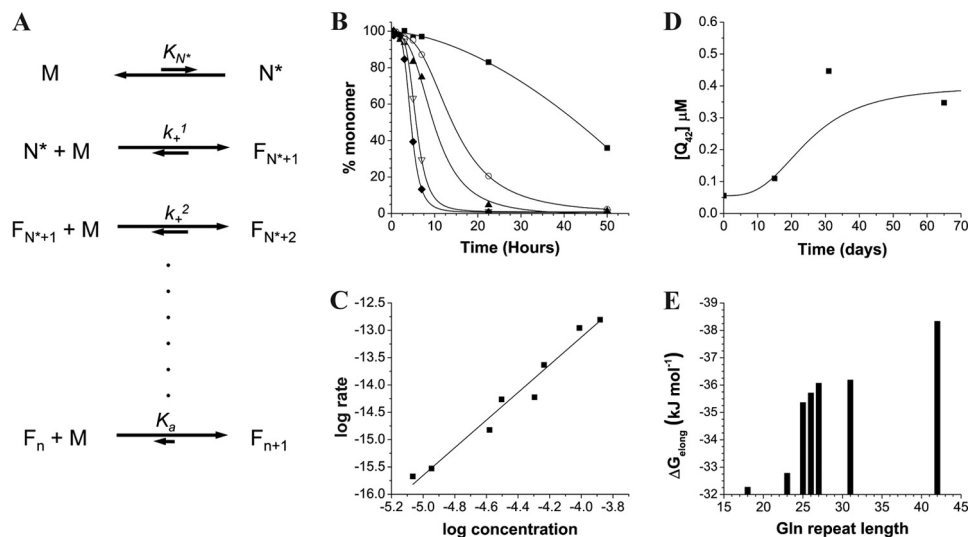 A
M
K_N*
N*
N* + M
k_+^1
F_N*+1
F_N*+1 + M
k_+^2
F_N*+2
F_n + M
K_a
F_n+1
B
% monomer
100
80
60
40
20
0
0 10 20 30 40 50
Time (Hours)
C
log rate
-12.5
-13.0
-13.5
-14.0
-14.5
-15.0
-15.5
-16.0
-5.2 -5.0 -4.8 -4.6 -4.4 -4.2 -4.0 -3.8
log concentration
D
[Q_42] μM
0.6
0.5
0.4
0.3
0.2
0.1
0.0
0 10 20 30 40 50 60 70
Time (days)
E
ΔG_elong (kJ mol^-1)
-39
-38
-37
-36
-35
-34
-33
-32
15 20 25 30 35 40 45
Gln repeat length